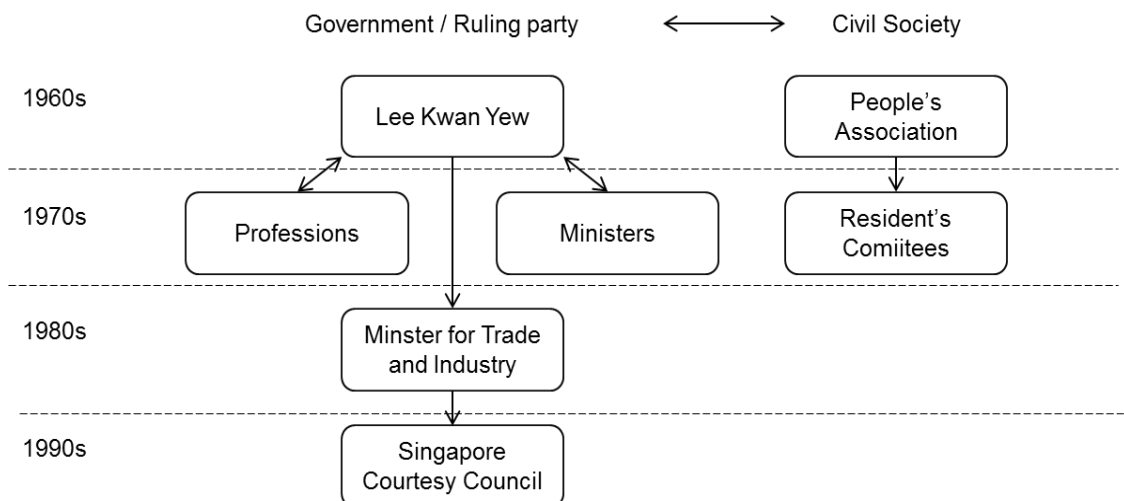 Government / Ruling party
Civil Society
1960s
Lee Kwan Yew
People’s
Association
1970s
Professions
Ministers
Resident’s
Comiitees
1980s
Minster for Trade
and Industry
1990s
Singapore
Courtesy Council